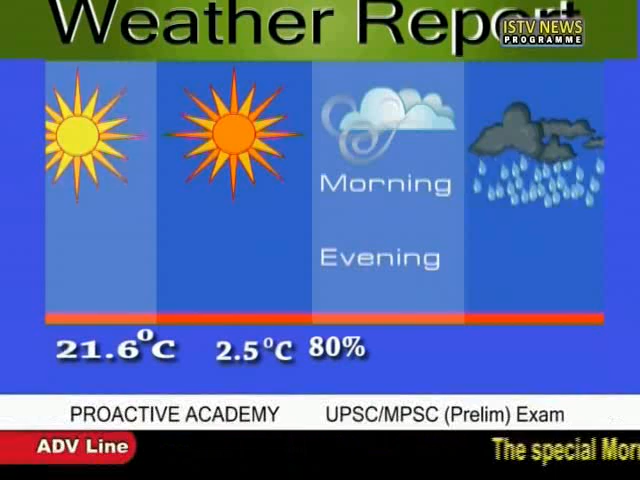 Weather Report
ISTV NEWS
PROGRAMME
Morning
Evening
21.6°C
2.5°C
80%
PROACTIVE ACADEMY UPSC/MPSC (Prelim) Exam
ADV Line
The special Mor